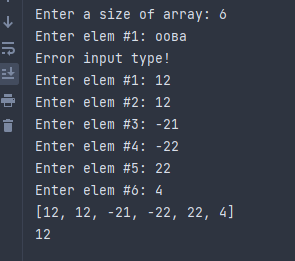 Enter a size of array: 6
Enter elem #1: оова
Error input type!
Enter elem #1: 12
Enter elem #2: 12
Enter elem #3: -21
Enter elem #4: -22
Enter elem #5: 22
Enter elem #6: 4
[12, 12, -21, -22, 22, 4]
12